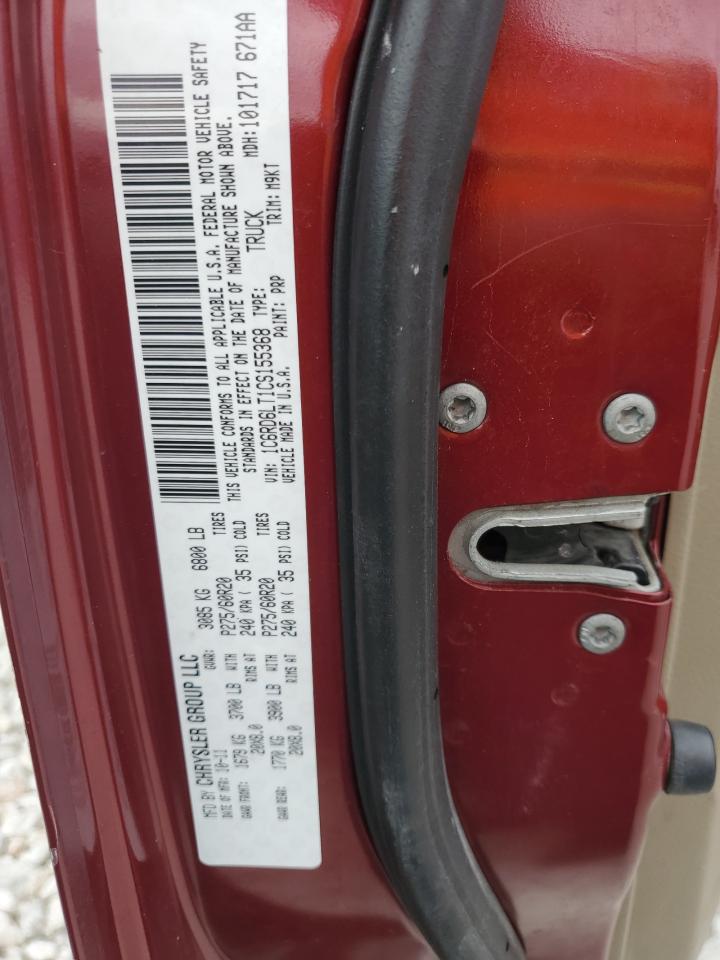 MFD BY CHRYSLER GROUP LLC
DATE OF MFR: 10-11 GVWR: 3085 KG 6800 LB
GAWR FRONT: 1679 KG 3700 LB WITH P275/60R20 TIRES
20x8.0 RIMS AT 240 KPA ( 35 PSI) COLD
GAWR REAR: 1770 KG 3900 LB WITH P275/60R20 TIRES
20x8.0 RIMS AT 240 KPA ( 35 PSI) COLD
THIS VEHICLE CONFORMS TO ALL APPLICABLE U.S.A. FEDERAL MOTOR VEHICLE SAFETY
STANDARDS IN EFFECT ON THE DATE OF MANUFACTURE SHOWN ABOVE.
MDH:101717 671AA
VIN: 1C6RD6LT1CS155368 TYPE: TRUCK
VEHICLE MADE IN U.S.A. PAINT: PRP TRIM: M9KT